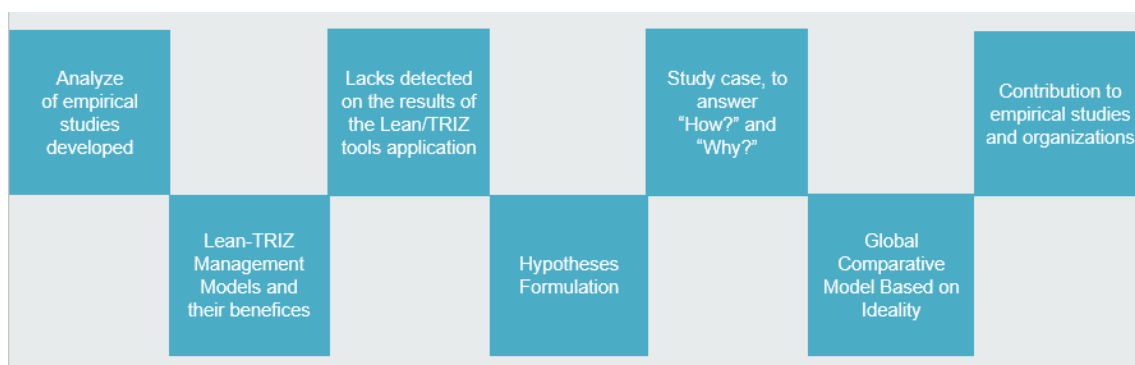 Analyze
of empirical
studies
developed
Lean-TRIZ
Management
Models and
their benefices
Lacks detected
on the results of
the Lean/TRIZ
tools application
Hypotheses
Formulation
Study case, to
answer
“How?” and
“Why?”
Global
Comparative
Model Based on
Ideality
Contribution to
empirical studies
and organizations